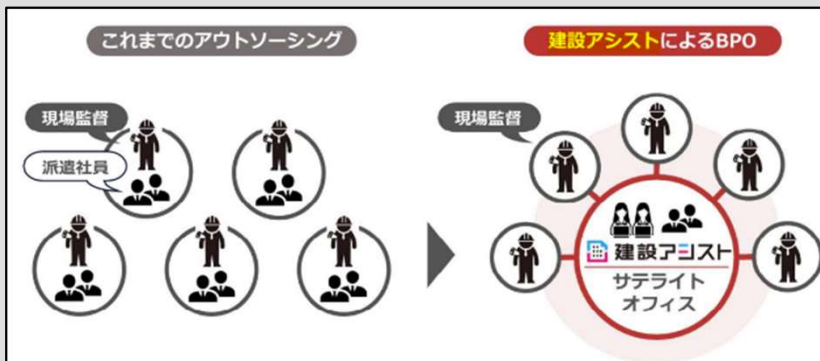 これまでのアウトソーシング
現場監督
派遣社員
建設アシストによるBPO
現場監督
建設アシスト
サテライト
オフィス